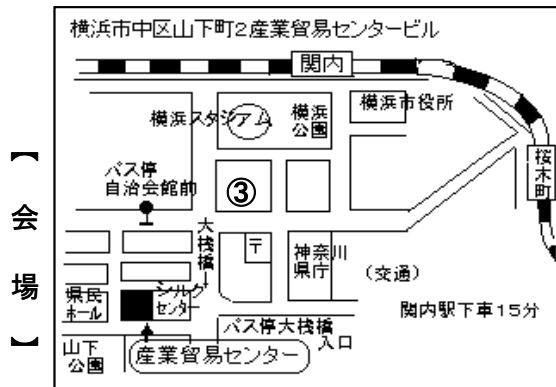 横浜市中区山下町2産業貿易センタービル
関内
横浜スタジアム
横浜
公園
横浜市役所
桜木町
【会場】
バス停
自治会館前
③
大桟橋
〒
神奈川
県庁
(交通)
県民
ホール
シルク
センター
関内駅下車15分
バス停大桟橋
入口
山下
公園
産業貿易センター